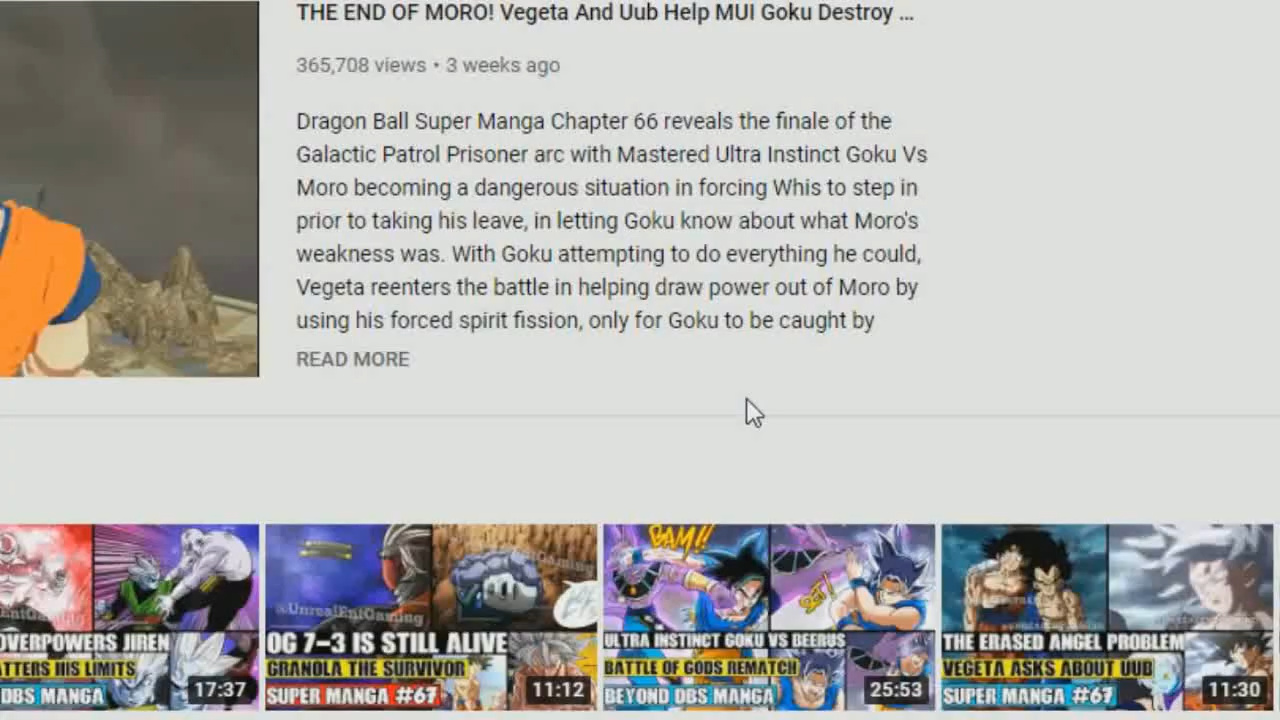 THE END OF MORO! Vegeta And Uub Help MUI Goku Destroy ...
365,708 views • 3 weeks ago
Dragon Ball Super Manga Chapter 66 reveals the finale of the
Galactic Patrol Prisoner arc with Mastered Ultra Instinct Goku Vs
Moro becoming a dangerous situation in forcing Whis to step in
prior to taking his leave, in letting Goku know about what Moro's
weakness was. With Goku attempting to do everything he could,
Vegeta reenters the battle in helping draw power out of Moro by
using his forced spirit fission, only for Goku to be caught by
READ MORE
OVERPOWERS JIREN
HIS LIMITS
DBS MANGA
17:37
@UnrealEntGaming
OG 7-3 IS STILL ALIVE
GRANOLA THE SURVIVOR
SUPER MANGA #67
11:12
BAM!!
ULTRA INSTINCT GOKU VS BEERUS
BATTLE OF GODS REMATCH
BEYOND DBS MANGA
25:53
THE ERASED ANGEL PROBLEM
VEGETA ASKS ABOUT UUB
SUPER MANGA #67
11:30